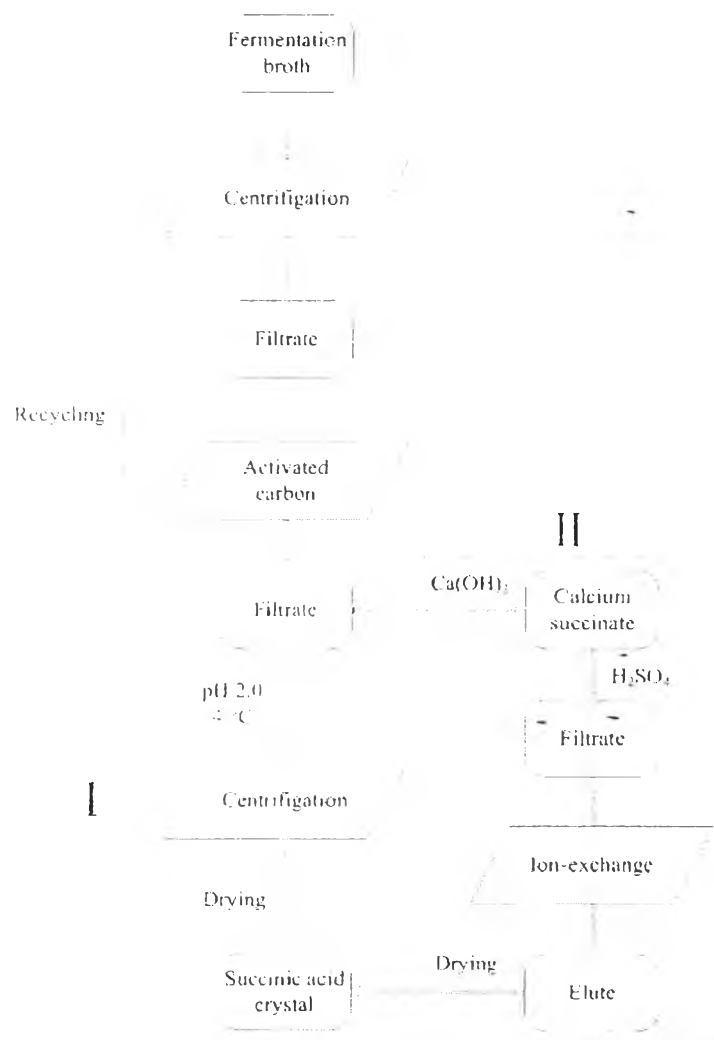 Fermentation
broth
Centrifigation
Filtrate
Recycling
Activated
carbon
II
Filtrate
Ca(OH)₂
Calcium
succinate
H₂SO₄
pH 2.0
4 °C
Filtrate
I
Centrifigation
Ion-exchange
Drying
Succinic acid
crystal
Drying
Elute